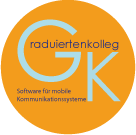 Graduiertenkolleg
GK
Software für mobile
Kommunikationssysteme